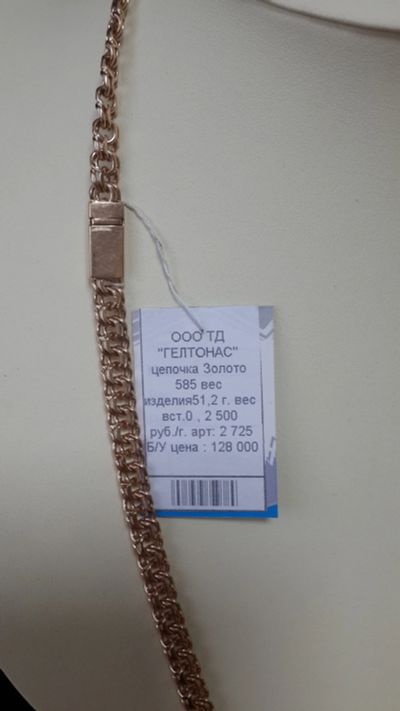 ООО ТД
"ГЕЛТОНАС"
цепочка Золото
585 вес
изделия51,2 г. вес
вст.0 , 2 500
руб./г. арт: 2 725
Б/У цена : 128 000